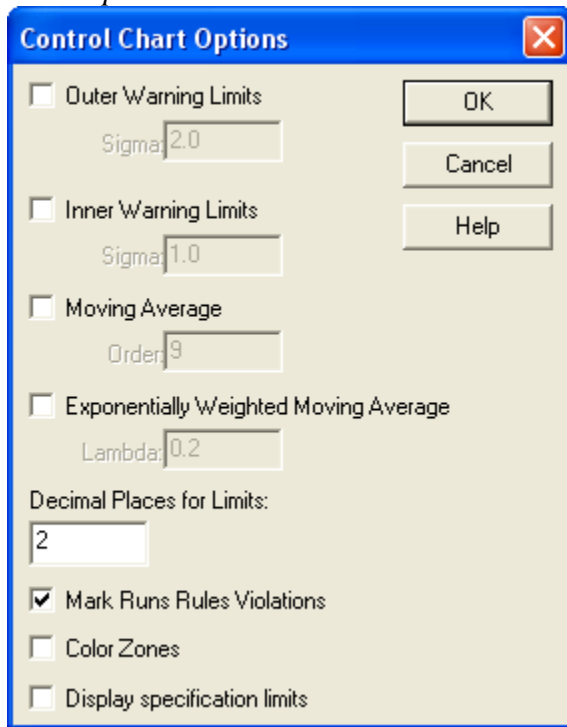 Control Chart Options
Outer Warning Limits
OK
Sigma: 2.0
Cancel
Inner Warning Limits
Help
Sigma: 1.0
Moving Average
Order: 9
Exponentially Weighted Moving Average
Lambda: 0.2
Decimal Places for Limits:
2
Mark Runs Rules Violations
Color Zones
Display specification limits